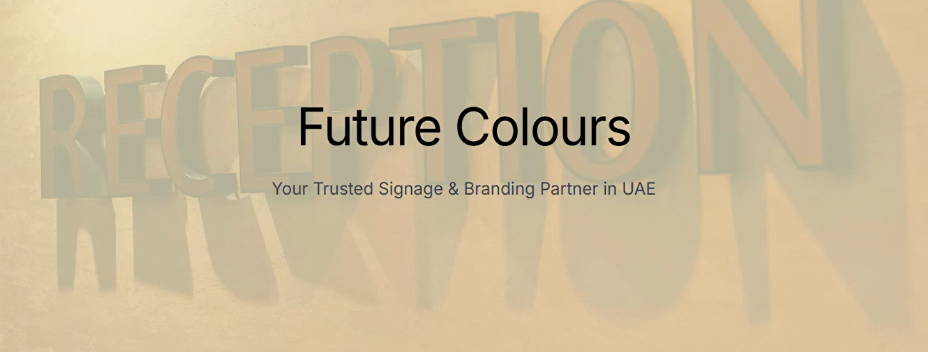 RECEPTION
Future Colours
Your Trusted Signage & Branding Partner in UAE